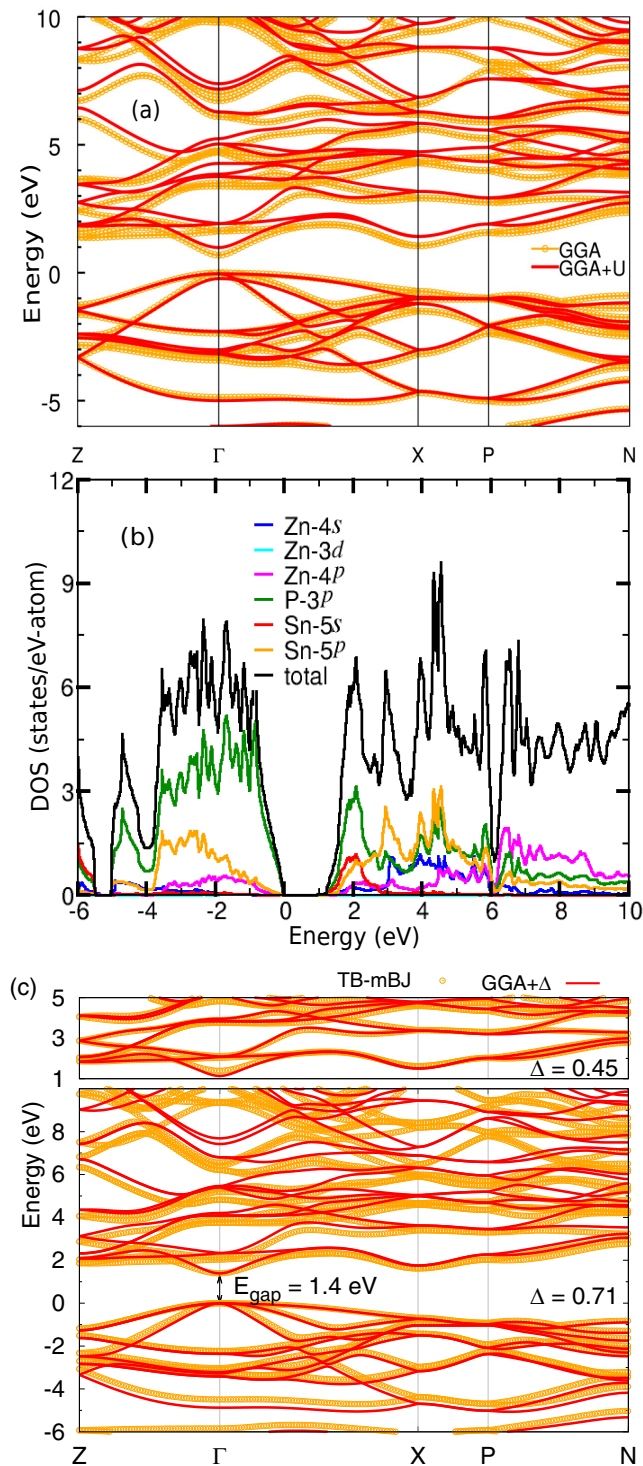 10
5
0
-5
Energy (eV)
(a)
GGA
GGA+U
Z Γ X P N
12
9
6
3
0
DOS (states/eV-atom)
(b)
Zn-4s
Zn-3d
Zn-4p
P-3p
Sn-5s
Sn-5p
total
-6 -4 -2 0 2 4 6 8 10
Energy (eV)
(c)
TB-mBJ GGA+Δ
5
3
1
Δ = 0.45
8
6
4
2
0
-2
-4
-6
Energy (eV)
E_gap = 1.4 eV
Δ = 0.71
Z Γ X P N